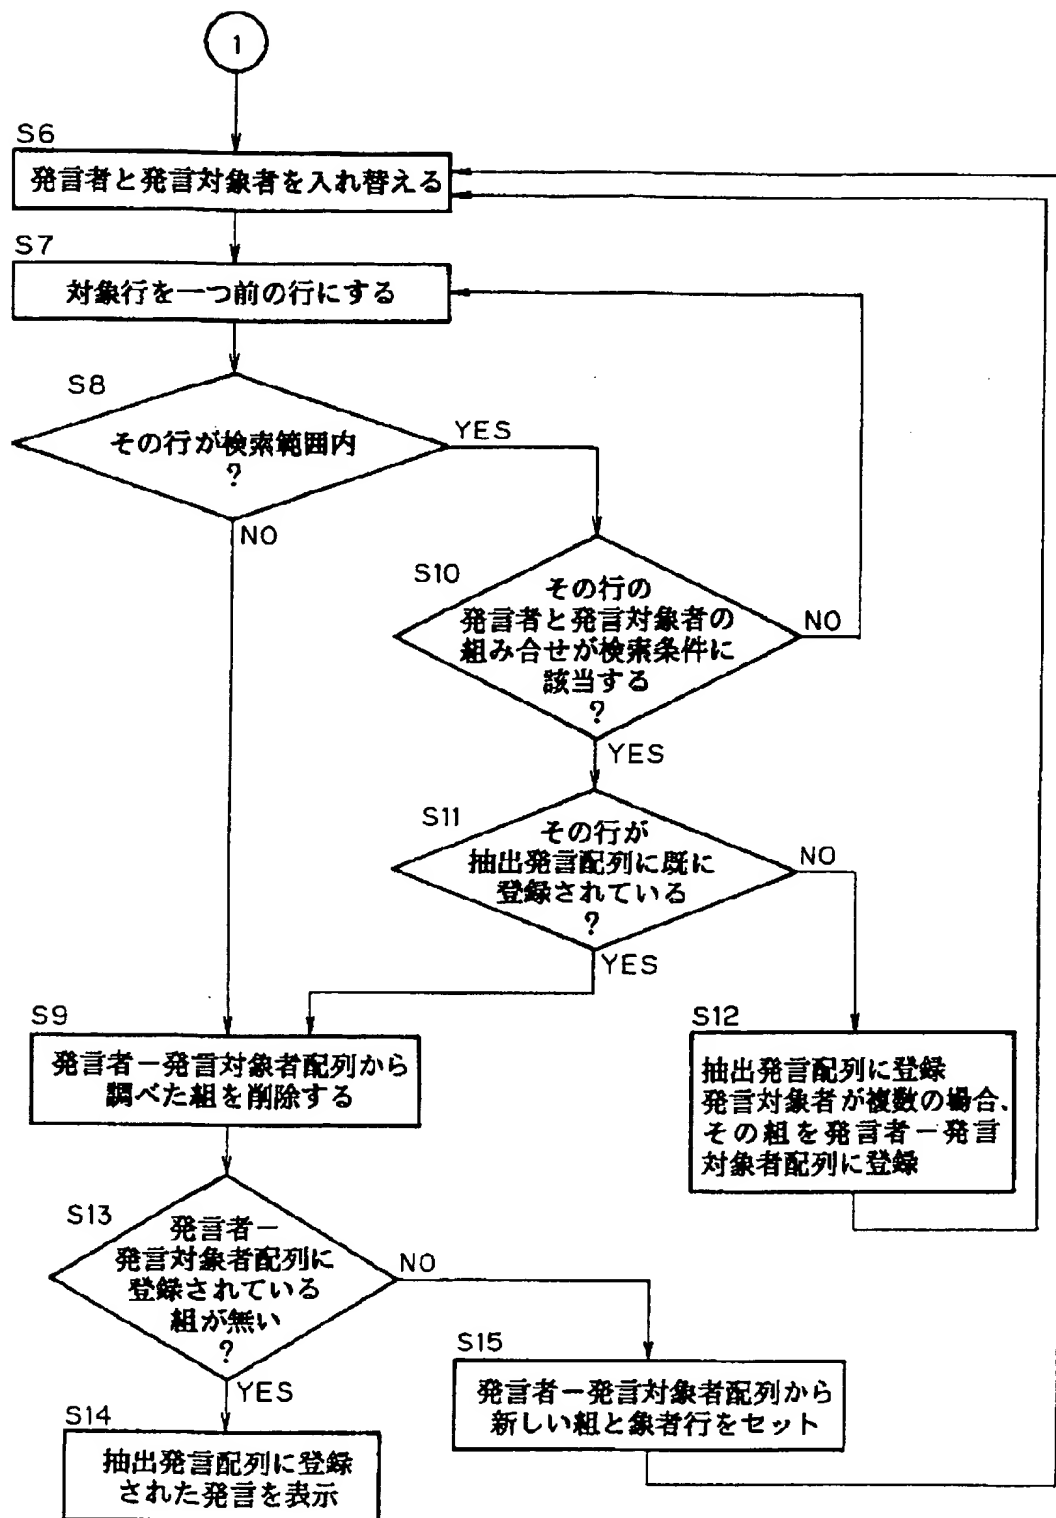 1
S6
発言者と発言対象者を入れ替える
S7
対象行を一つ前の行にする
S8
その行が検索範囲内
?
YES
NO
S10
その行の
発言者と発言対象者の
組み合せが検索条件に
該当する
?
NO
YES
S11
その行が
抽出発言配列に既に
登録されている
?
NO
YES
S9
発言者－発言対象者配列から
調べた組を削除する
S12
抽出発言配列に登録
発言対象者が複数の場合、
その組を発言者－発言
対象者配列に登録
S13
発言者－
発言対象者配列に
登録されている
組が無い
?
NO
YES
S15
発言者－発言対象者配列から
新しい組と象者行をセット
S14
抽出発言配列に登録
された発言を表示